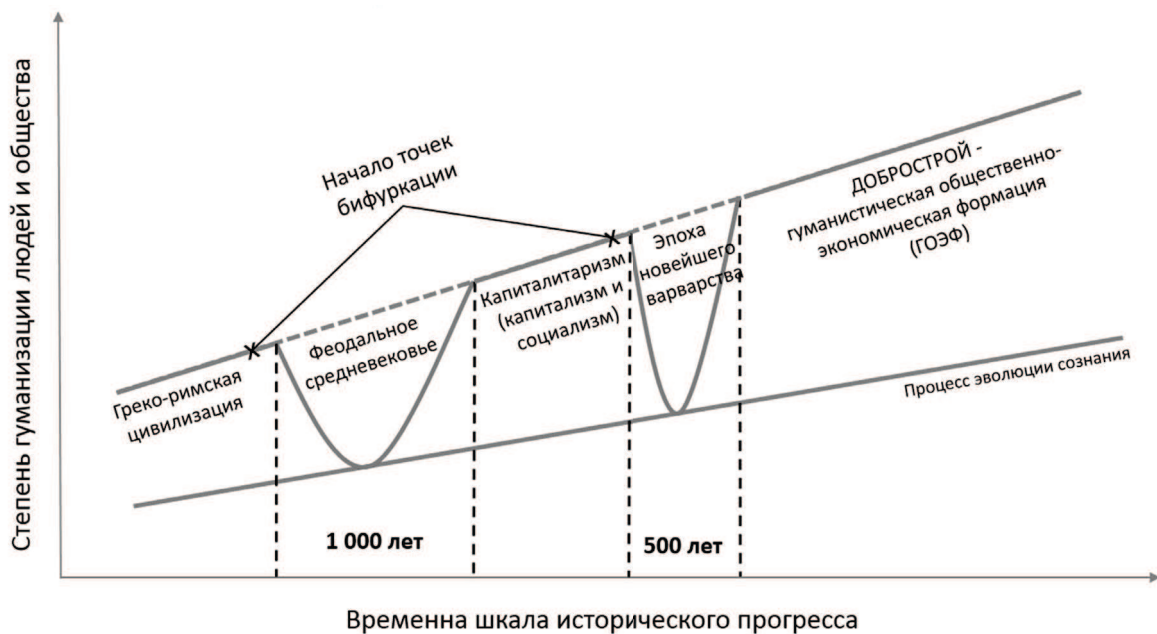 Степень гуманизации людей и общества
Начало точек
бифуркации
Греко-римская
цивилизация
Феодальное
средневековье
Капиталитаризм
(капитализм и
социализм)
Эпоха
новейшего
варварства
ДОБРОСТРОЙ -
гуманистическая общественно-
экономическая формация
(ГОЭФ)
Процесс эволюции сознания
1 000 лет
500 лет
Временна шкала исторического прогресса